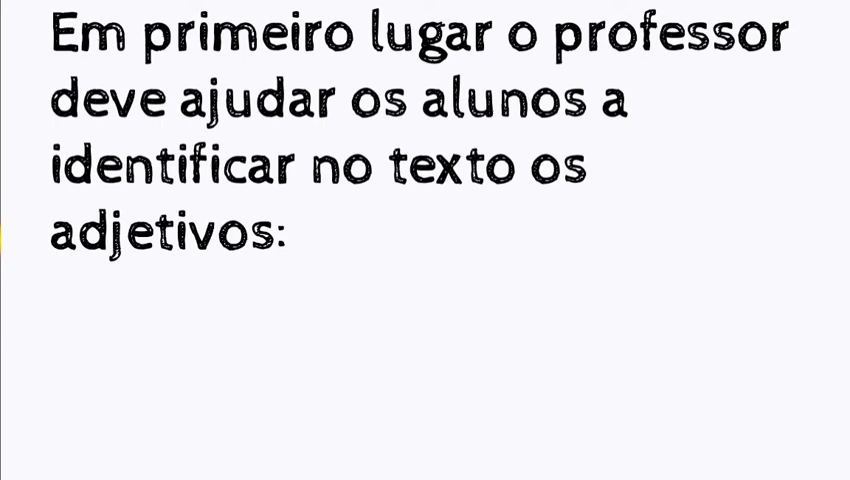 Em primeiro lugar o professor
deve ajudar os alunos a
identificar no texto os
adjetivos: